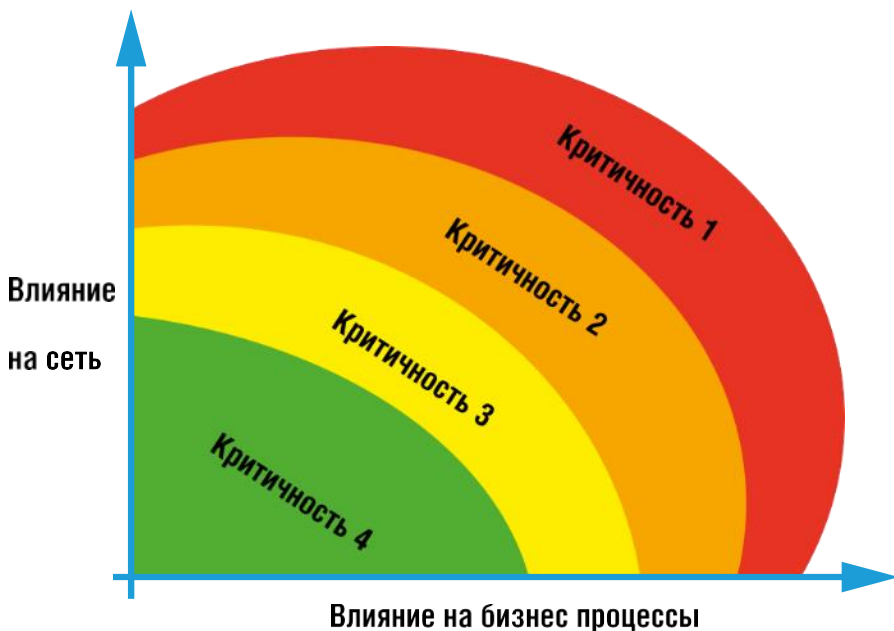 Критичность 1
Критичность 2
Критичность 3
Критичность 4
Влияние
на сеть
Влияние на бизнес процессы